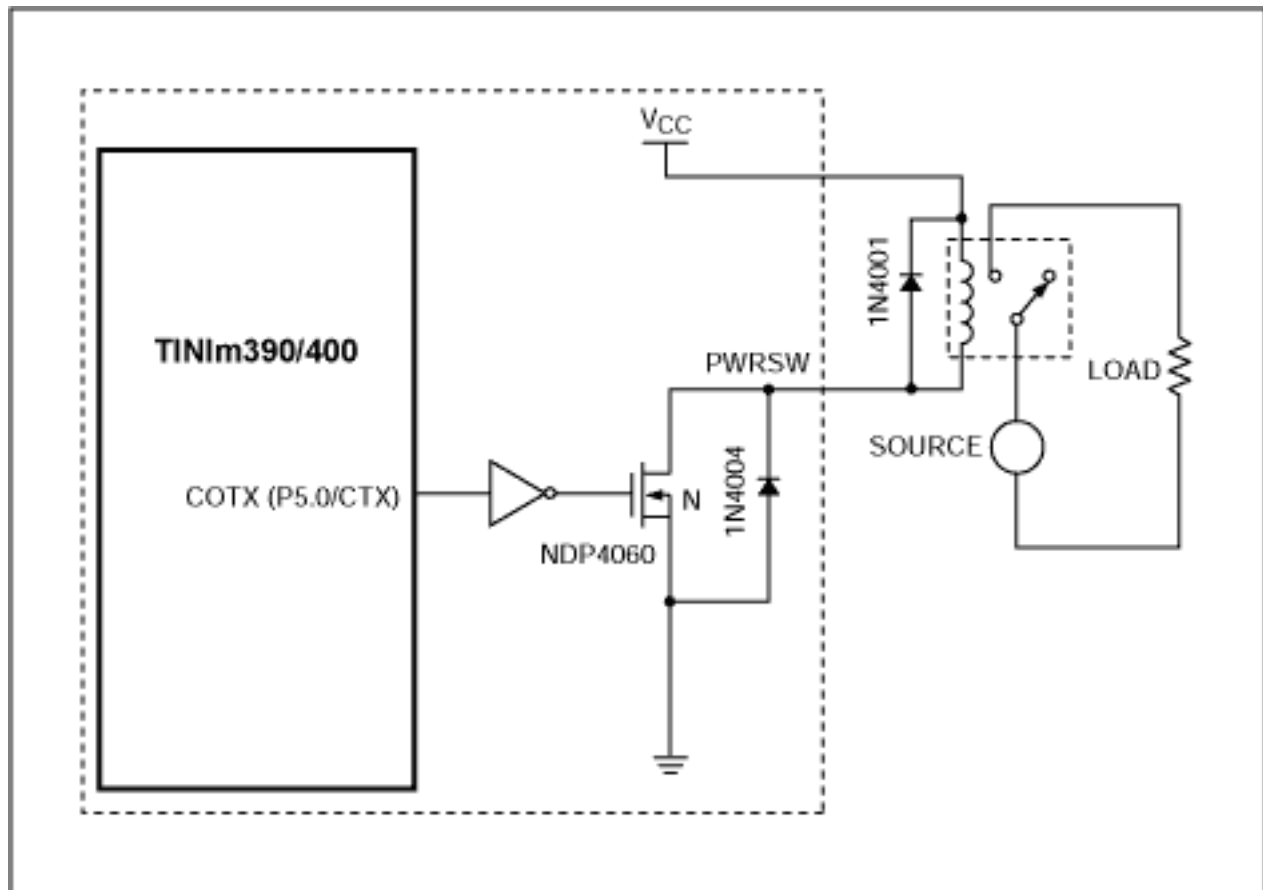 VCC
1N4001
TINIm390/400
PWRSW
LOAD
SOURCE
COTX (P5.0/CTX)
N
1N4004
NDP4060